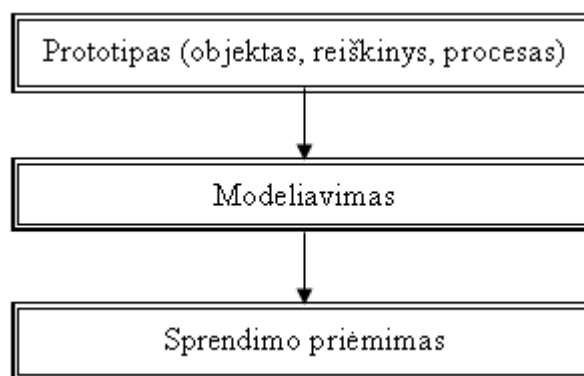 Prototipas (objektas, reiškinys, procesas)
Modeliavimas
Sprendimo priėmimas